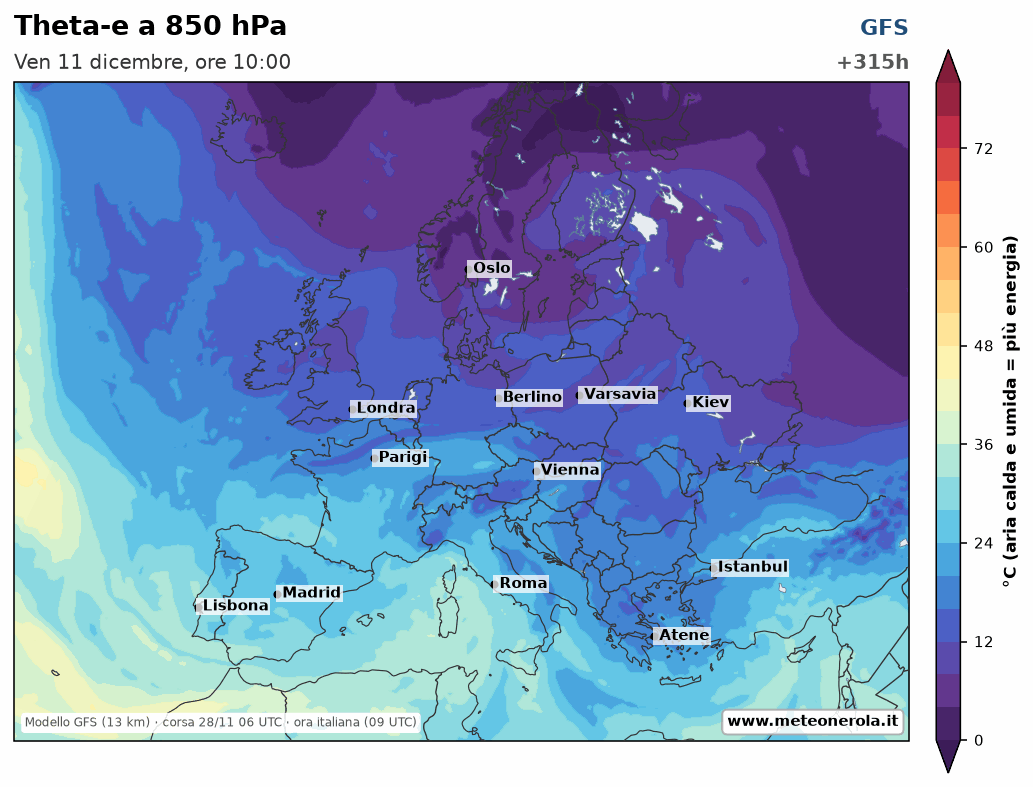 Theta-e a 850 hPa
GFS
Ven 11 dicembre, ore 10:00
+315h
Oslo
Berlino
Varsavia
Kiev
Londra
Parigi
Vienna
Istanbul
Roma
Madrid
Lisbona
Atene
72
60
48
36
24
12
0
°C (aria calda e umida = più energia)
Modello GFS (13 km) · corsa 28/11 06 UTC · ora italiana (09 UTC)
www.meteonerola.it